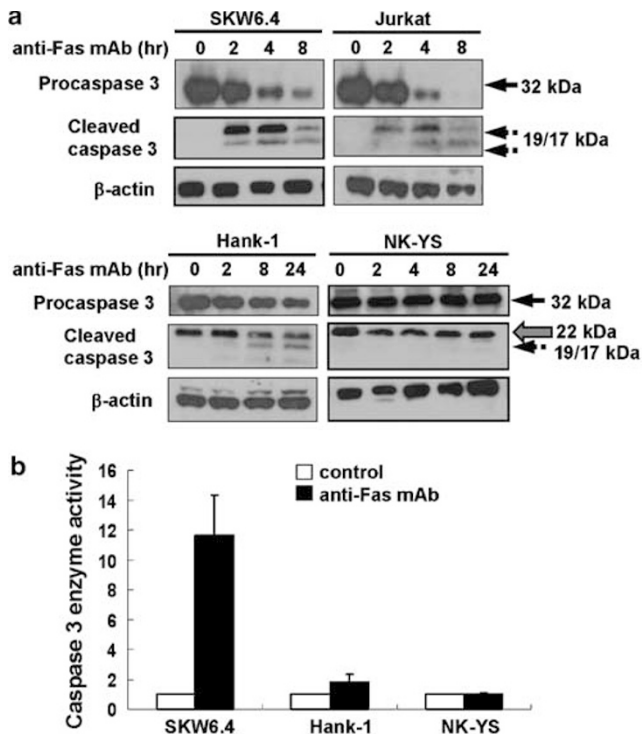 a
SKW6.4 Jurkat
anti-Fas mAb (hr) 0 2 4 8 0 2 4 8
Procaspase 3 32 kDa
Cleaved caspase 3 19/17 kDa
β-actin
Hank-1 NK-YS
anti-Fas mAb (hr) 0 2 8 24 0 2 4 8 24
Procaspase 3 32 kDa
22 kDa
Cleaved caspase 3 19/17 kDa
β-actin
b
control
anti-Fas mAb
Caspase 3 enzyme activity
16
14
12
10
8
6
4
2
0
SKW6.4 Hank-1 NK-YS